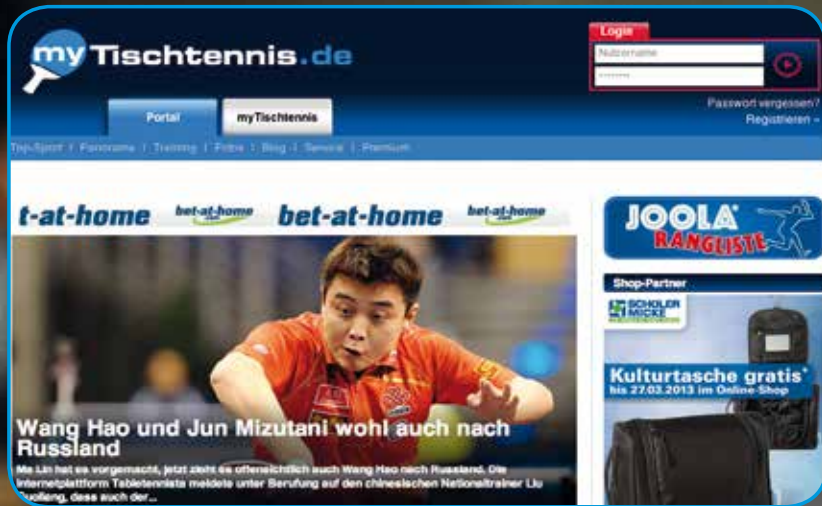 Login
myTischtennis.de
Nutzername
Passwort vergessen?
Registrieren »
Portal
myTischtennis
Top-Sport | Panorama | Training | Fotos | Blog | Service | Premium
t-at-home bet-at-home bet-at-home bet-at-home
JOOLA
RANGLISTE
Shop-Partner
SCHÖLER
MICKE
Kulturtasche gratis*
bis 27.03.2013 im Online-Shop
Wang Hao und Jun Mizutani wohl auch nach
Russland
Ma Lin hat es vorgemacht, jetzt zieht es offensichtlich auch Wang Hao nach Russland. Die
Internetplattform Tabletennista meldete unter Berufung auf den chinesischen Nationaltrainer Liu
Guoliang, dass auch der...